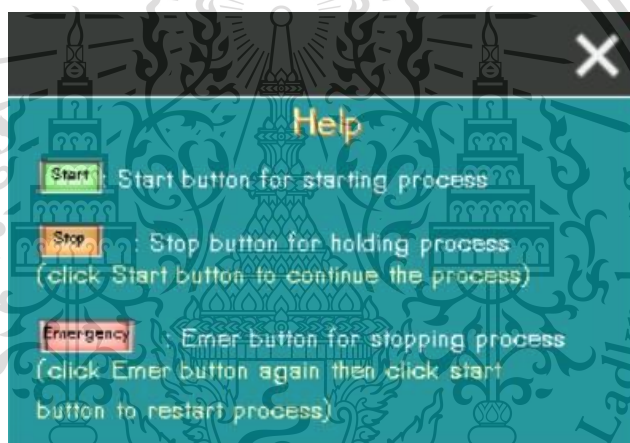 Help
Start : Start button for starting process
Stop : Stop button for holding process
(click Start button to continue the process)
Emergency : Emer button for stopping process
(click Emer button again then click start
button to restart process)